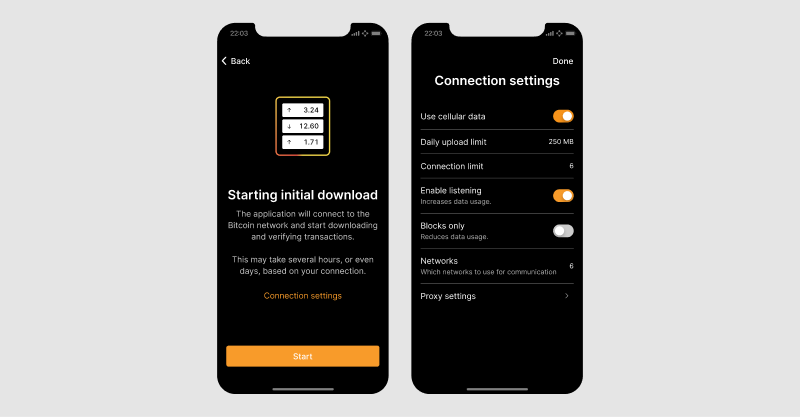 22:03
Back
↑ 3.24
↓ 12.60
↑ 1.71
Starting initial download
The application will connect to the
Bitcoin network and start downloading
and verifying transactions.
This may take several hours, or even
days, based on your connection.
Connection settings
Start
22:03
Done
Connection settings
Use cellular data
Daily upload limit 250 MB
Connection limit 6
Enable listening
Increases data usage.
Blocks only
Reduces data usage.
Networks 6
Which networks to use for communication
Proxy settings